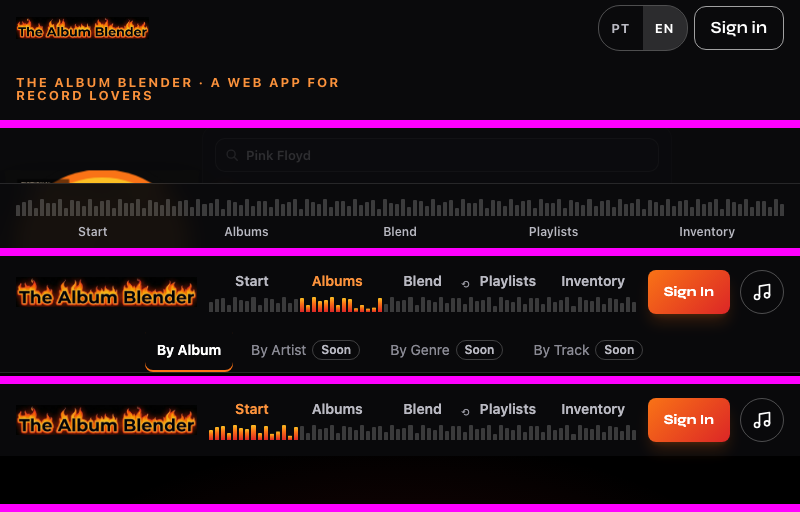 The Album Blender
PT EN Sign in
THE ALBUM BLENDER · A WEB APP FOR
RECORD LOVERS
Pink Floyd
Start Albums Blend Playlists Inventory
The Album Blender Start Albums Blend Playlists Inventory Sign In
By Album By Artist Soon By Genre Soon By Track Soon
The Album Blender Start Albums Blend Playlists Inventory Sign In